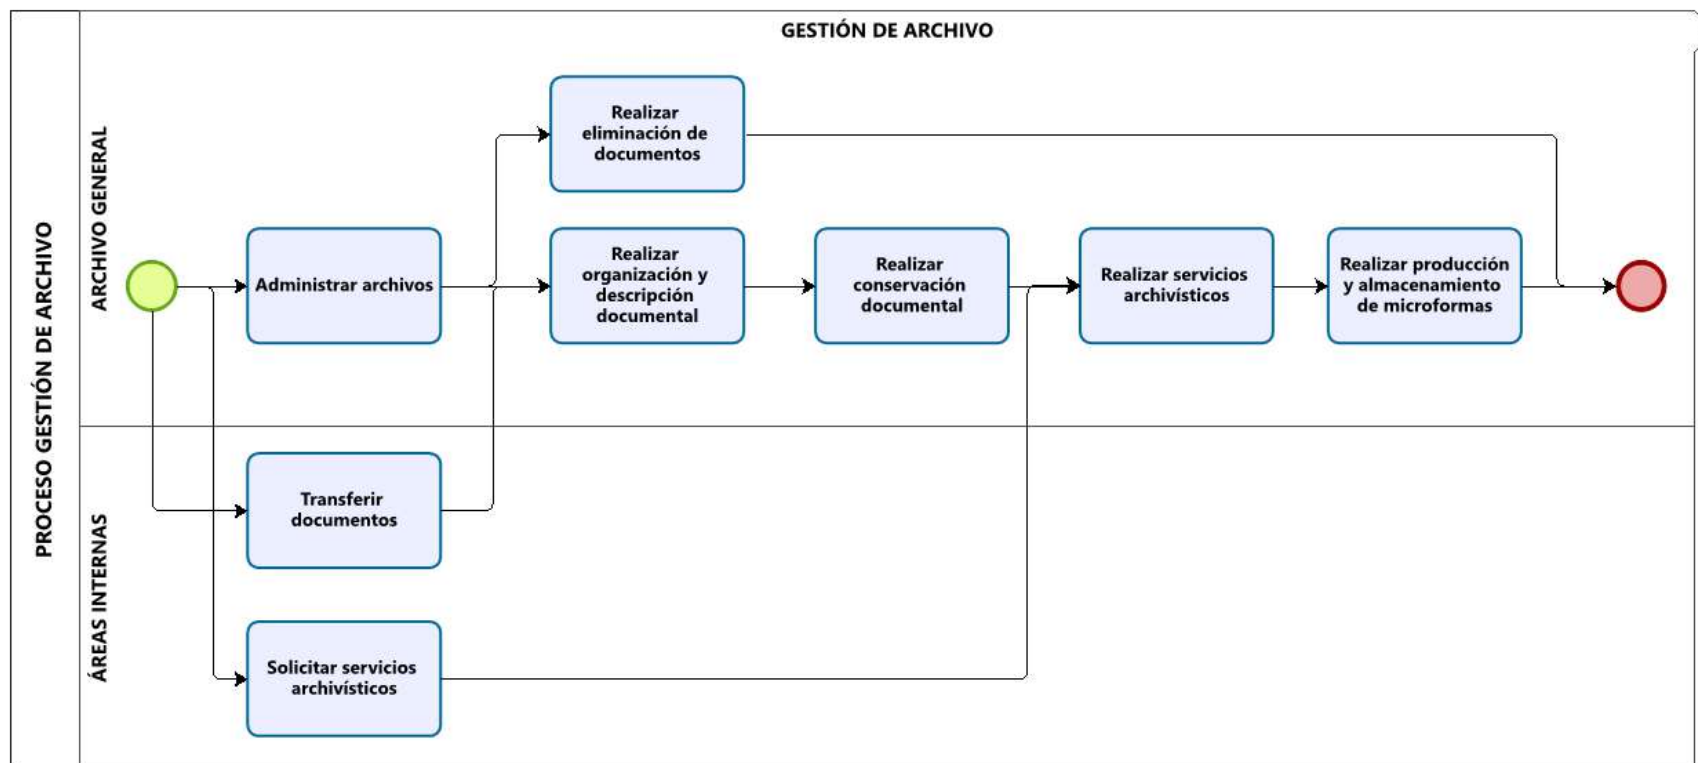 GESTIÓN DE ARCHIVO
PROCESO GESTIÓN DE ARCHIVO
ARCHIVO GENERAL
Realizar
eliminación de
documentos
Administrar archivos
Realizar
organización y
descripción
documental
Realizar
conservación
documental
Realizar servicios
archivísticos
Realizar producción
y almacenamiento
de microformas
ÁREAS INTERNAS
Transferir
documentos
Solicitar servicios
archivísticos